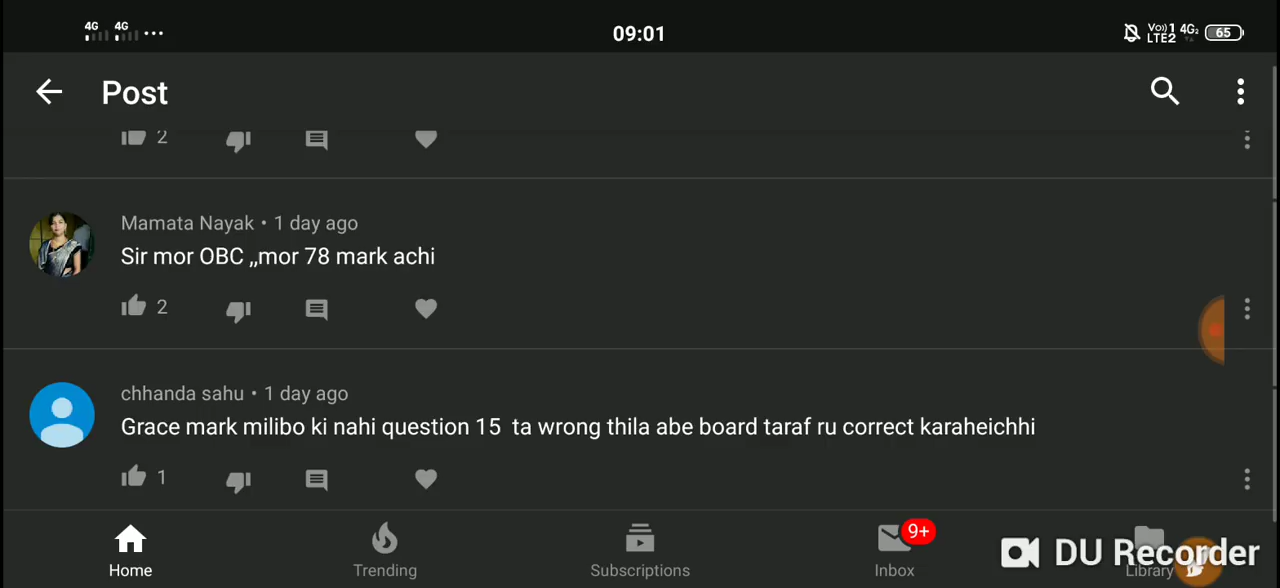 4G 4G ... 09:01 Vo)) 1 LTE2 4G2 65
Post
2
Mamata Nayak • 1 day ago
Sir mor OBC ,,mor 78 mark achi
2
chhanda sahu • 1 day ago
Grace mark milibo ki nahi question 15 ta wrong thila abe board taraf ru correct karaheichhi
1
9+
DU Recorder
Home Trending Subscriptions Inbox Library